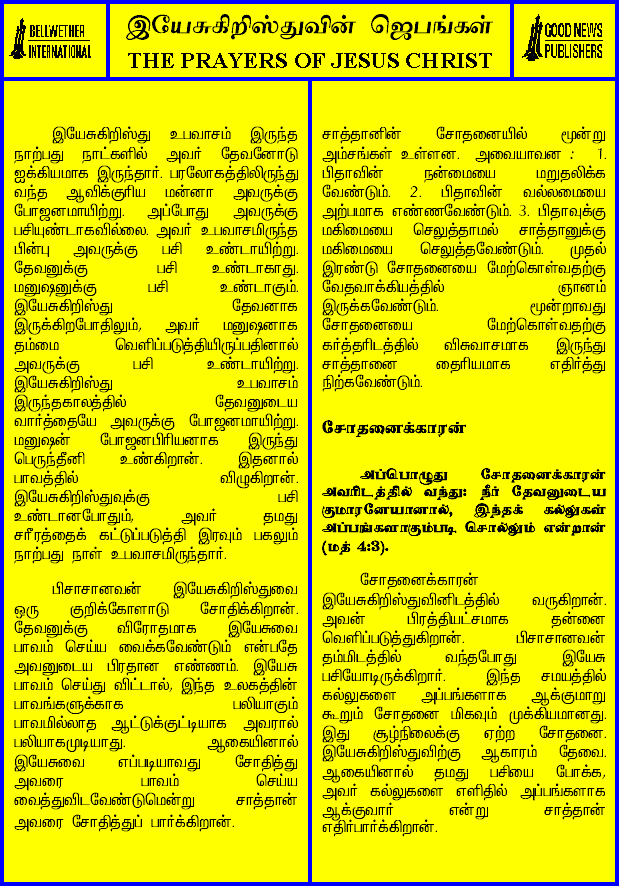 BELLWETHER
INTERNATIONAL
இயேசுகிறிஸ்துவின் ஜெபங்கள்
THE PRAYERS OF JESUS CHRIST
GOOD NEWS
PUBLISHERS
இயேசுகிறிஸ்து உபவாசம் இருந்த
நாற்பது நாட்களில் அவர் தேவனோடு
ஐக்கியமாக இருந்தார். பரலோகத்திலிருந்து
வந்த ஆவிக்குரிய மன்னா அவருக்கு
போஜனமாயிற்று. அப்போது அவருக்கு
பசியுண்டாகவில்லை. அவர் உபவாசமிருந்த
பின்பு அவருக்கு பசி உண்டாயிற்று.
தேவனுக்கு பசி உண்டாகாது.
மனுஷனுக்கு பசி உண்டாகும்.
இயேசுகிறிஸ்து தேவனாக
இருக்கிறபோதிலும், அவர் மனுஷனாக
தம்மை வெளிப்படுத்தியிருப்பதினால்
அவருக்கு பசி உண்டாயிற்று.
இயேசுகிறிஸ்து உபவாசம்
இருந்தகாலத்தில் தேவனுடைய
வார்த்தையே அவருக்கு போஜனமாயிற்று.
மனுஷன் போஜனபிரியனாக இருந்து
பெருந்தீனி உண்கிறான். இதனால்
பாவத்தில் விழுகிறான்.
இயேசுகிறிஸ்துவுக்கு பசி
உண்டானபோதும், அவர் தமது
சரீரத்தைக் கட்டுப்படுத்தி இரவும் பகலும்
நாற்பது நாள் உபவாசமிருந்தார்.
பிசாசானவன் இயேசுகிறிஸ்துவை
ஒரு குறிக்கோளாடு சோதிக்கிறான்.
தேவனுக்கு விரோதமாக இயேசுவை
பாவம் செய்ய வைக்கவேண்டும் என்பதே
அவனுடைய பிரதான எண்ணம். இயேசு
பாவம் செய்து விட்டால், இந்த உலகத்தின்
பாவங்களுக்காக பலியாகும்
பாவமில்லாத ஆட்டுக்குட்டியாக அவரால்
பலியாகமுடியாது. ஆகையினால்
இயேசுவை எப்படியாவது சோதித்து
அவரை பாவம் செய்ய
வைத்துவிடவேண்டுமென்று சாத்தான்
அவரை சோதித்துப் பார்க்கிறான்.
சாத்தானின் சோதனையில் மூன்று
அம்சங்கள் உள்ளன. அவையாவன : 1.
பிதாவின் நன்மையை மறுதலிக்க
வேண்டும். 2. பிதாவின் வல்லமையை
அற்பமாக எண்ணவேண்டும். 3. பிதாவுக்கு
மகிமையை செலுத்தாமல் சாத்தானுக்கு
மகிமையை செலுத்தவேண்டும். முதல்
இரண்டு சோதனையை மேற்கொள்வதற்கு
வேதவாக்கியத்தில் ஞானம்
இருக்கவேண்டும். மூன்றாவது
சோதனையை மேற்கொள்வதற்கு
கர்த்தரிடத்தில் விசுவாசமாக இருந்து
சாத்தானை தைரியமாக எதிர்த்து
நிற்கவேண்டும்.
சோதனைக்காரன்
அப்பொழுது சோதனைக்காரன்
அவரிடத்தில் வந்து: நீர் தேவனுடைய
குமாரனேயானால், இந்தக் கல்லுகள்
அப்பங்களாகும்படி சொல்லும் என்றான்
(மத் 4:3).
சோதனைக்காரன்
இயேசுகிறிஸ்துவினிடத்தில் வருகிறான்.
அவன் பிரத்தியட்சமாக தன்னை
வெளிப்படுத்துகிறான். பிசாசானவன்
தம்மிடத்தில் வந்தபோது இயேசு
பசியோடிருக்கிறார். இந்த சமயத்தில்
கல்லுகளை அப்பங்களாக ஆக்குமாறு
கூறும் சோதனை மிகவும் முக்கியமானது.
இது சூழ்நிலைக்கு ஏற்ற சோதனை.
இயேசுகிறிஸ்துவிற்கு ஆகாரம் தேவை.
ஆகையினால் தமது பசியை போக்க,
அவர் கல்லுகளை எளிதில் அப்பங்களாக
ஆக்குவார் என்று சாத்தான்
எதிர்பார்க்கிறான்.